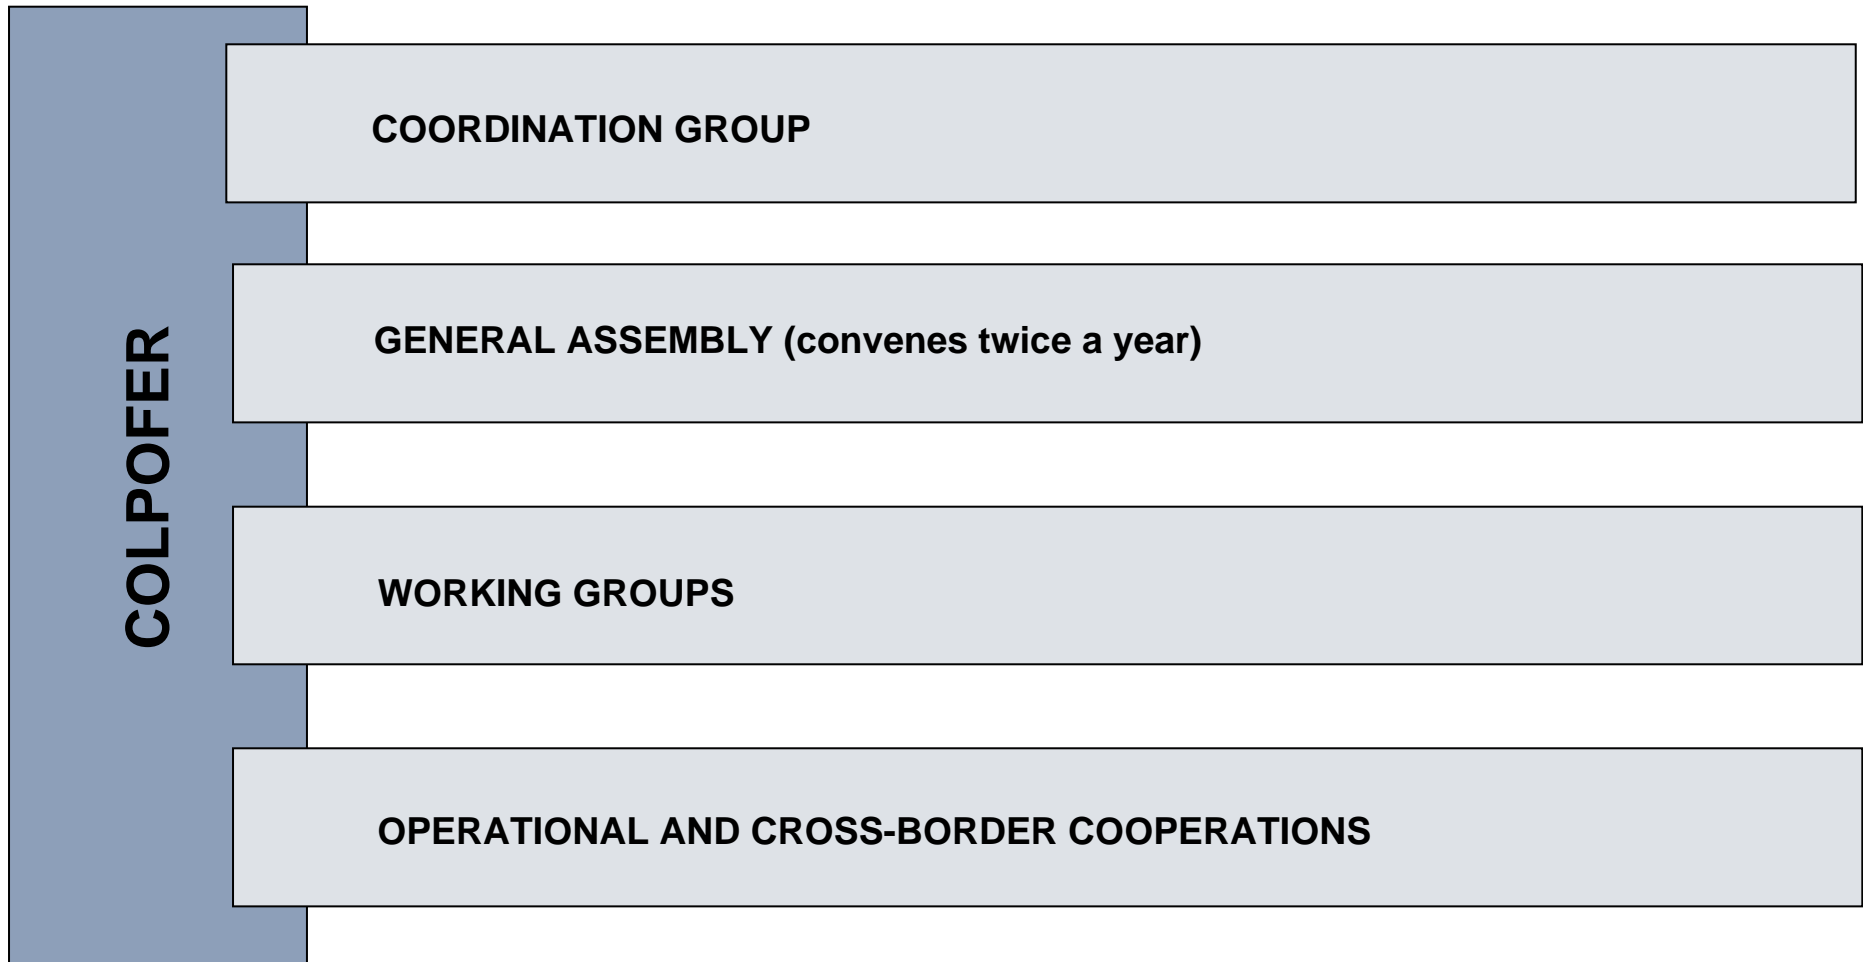 COLPOFER
COORDINATION GROUP
GENERAL ASSEMBLY (convenes twice a year)
WORKING GROUPS
OPERATIONAL AND CROSS-BORDER COOPERATIONS